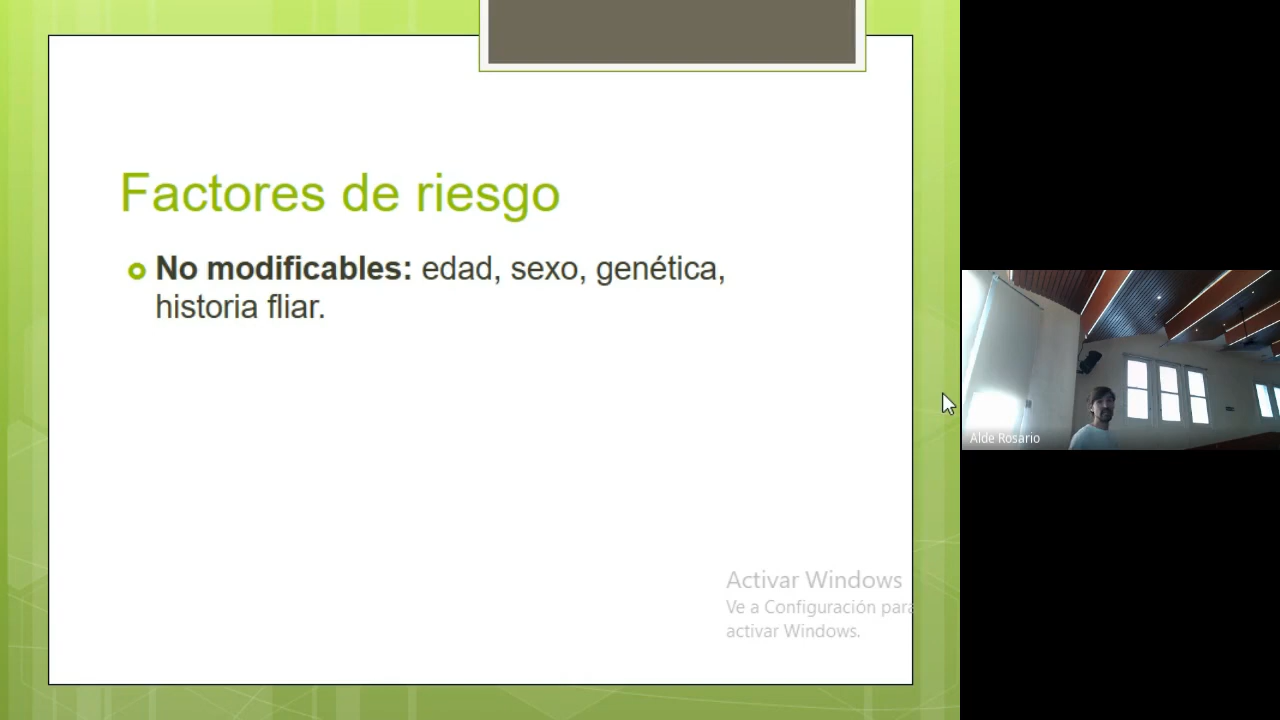 Factores de riesgo
No modificables: edad, sexo, genética,
historia fliar.
Activar Windows
Ve a Configuración para
activar Windows.
Alde Rosario